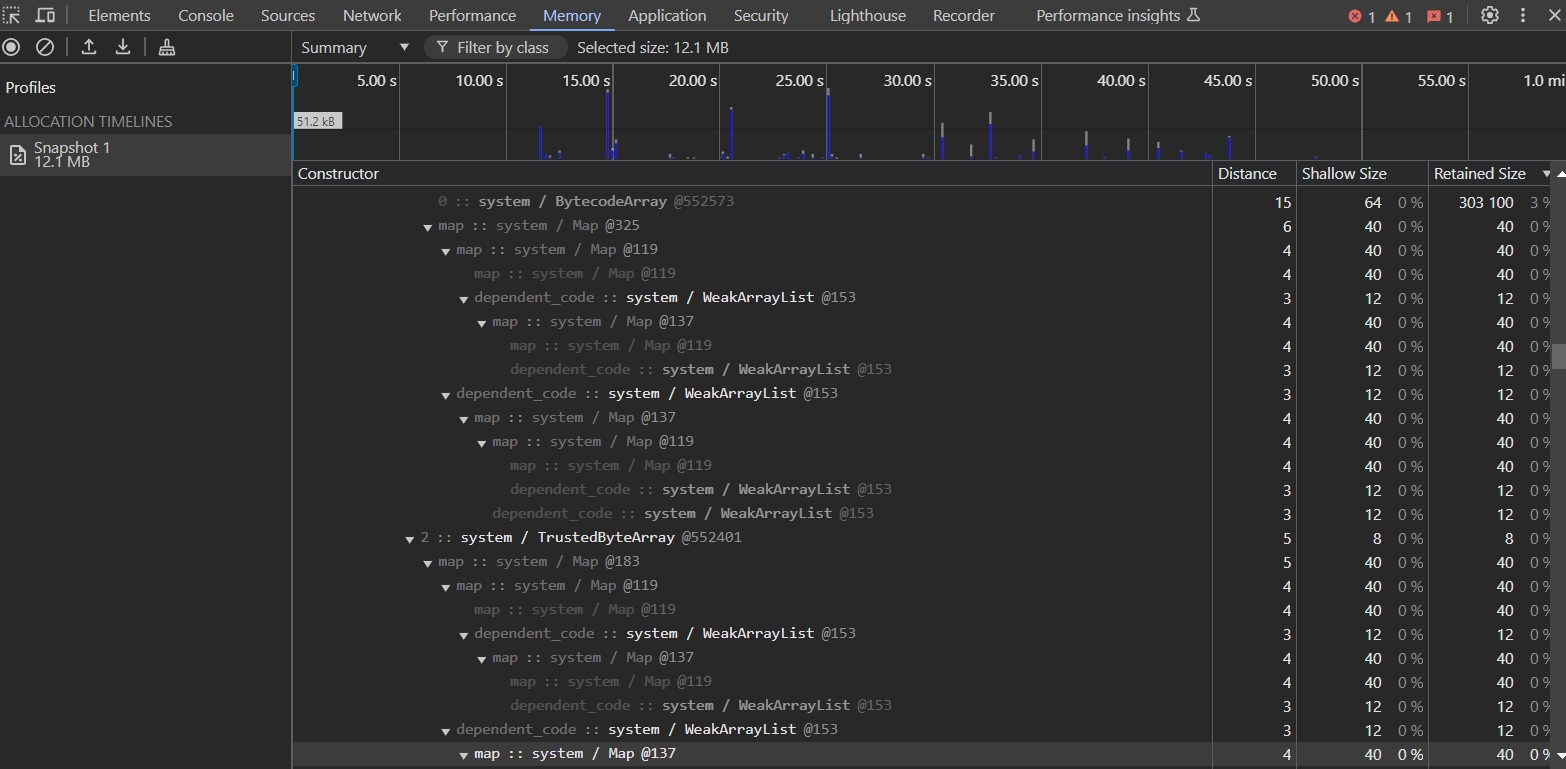 Elements Console Sources Network Performance Memory Application Security Lighthouse Recorder Performance insights 1 1 1
Summary Filter by class Selected size: 12.1 MB
Profiles
ALLOCATION TIMELINES
Snapshot 1
12.1 MB
5.00 s 10.00 s 15.00 s 20.00 s 25.00 s 30.00 s 35.00 s 40.00 s 45.00 s 50.00 s 55.00 s 1.0 mi
51.2 kB
Constructor Distance Shallow Size Retained Size
0 :: system / BytecodeArray @552573 15 64 0 % 303 100 3 %
map :: system / Map @325 6 40 0 % 40 0 %
map :: system / Map @119 4 40 0 % 40 0 %
map :: system / Map @119 4 40 0 % 40 0 %
dependent_code :: system / WeakArrayList @153 3 12 0 % 12 0 %
map :: system / Map @137 4 40 0 % 40 0 %
map :: system / Map @119 4 40 0 % 40 0 %
dependent_code :: system / WeakArrayList @153 3 12 0 % 12 0 %
dependent_code :: system / WeakArrayList @153 3 12 0 % 12 0 %
map :: system / Map @137 4 40 0 % 40 0 %
map :: system / Map @119 4 40 0 % 40 0 %
map :: system / Map @119 4 40 0 % 40 0 %
dependent_code :: system / WeakArrayList @153 3 12 0 % 12 0 %
dependent_code :: system / WeakArrayList @153 3 12 0 % 12 0 %
2 :: system / TrustedByteArray @552401 5 8 0 % 8 0 %
map :: system / Map @183 5 40 0 % 40 0 %
map :: system / Map @119 4 40 0 % 40 0 %
map :: system / Map @119 4 40 0 % 40 0 %
dependent_code :: system / WeakArrayList @153 3 12 0 % 12 0 %
map :: system / Map @137 4 40 0 % 40 0 %
map :: system / Map @119 4 40 0 % 40 0 %
dependent_code :: system / WeakArrayList @153 3 12 0 % 12 0 %
dependent_code :: system / WeakArrayList @153 3 12 0 % 12 0 %
map :: system / Map @137 4 40 0 % 40 0 %